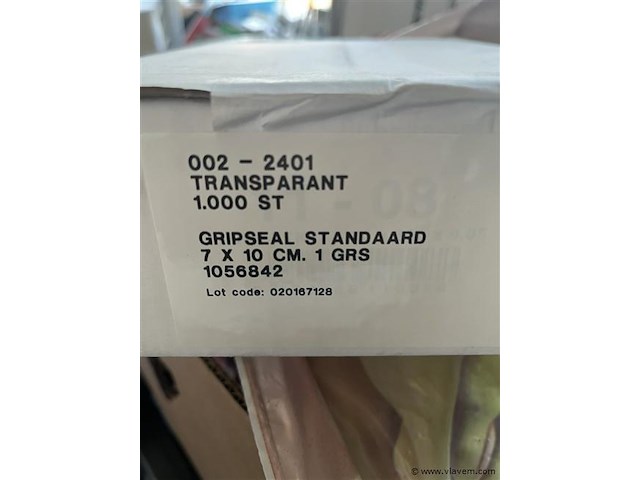 002 - 2401
TRANSPARANT
1.000 ST
GRIPSEAL STANDAARD
7 X 10 CM. 1 GRS
1056842
Lot code: 020167128
© www.vlavem.com